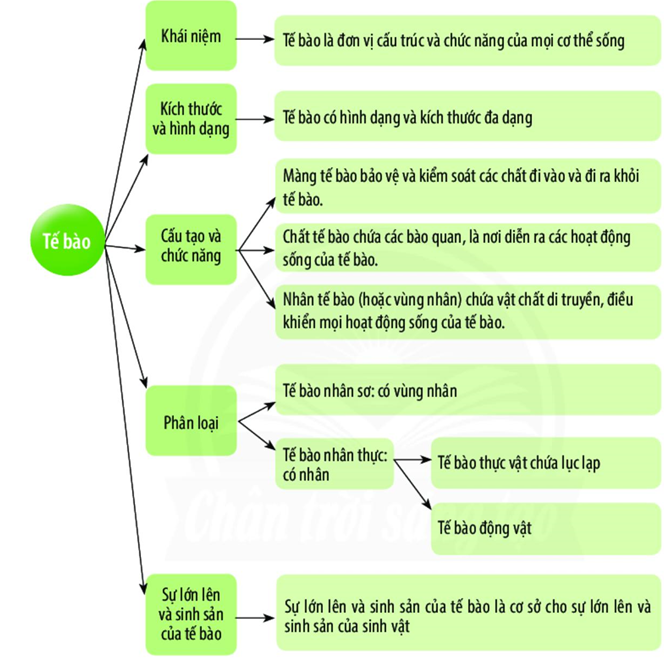 Tế bào
Khái niệm
Tế bào là đơn vị cấu trúc và chức năng của mọi cơ thể sống
Kích thước
và hình dạng
Tế bào có hình dạng và kích thước đa dạng
Cấu tạo và
chức năng
Màng tế bào bảo vệ và kiểm soát các chất đi vào và đi ra khỏi
tế bào.
Chất tế bào chứa các bào quan, là nơi diễn ra các hoạt động
sống của tế bào.
Nhân tế bào (hoặc vùng nhân) chứa vật chất di truyền, điều
khiển mọi hoạt động sống của tế bào.
Phân loại
Tế bào nhân sơ: có vùng nhân
Tế bào nhân thực:
có nhân
Tế bào thực vật chứa lục lạp
Tế bào động vật
Chân trời sáng tạo
Sự lớn lên
và sinh sản
của tế bào
Sự lớn lên và sinh sản của tế bào là cơ sở cho sự lớn lên và
sinh sản của sinh vật